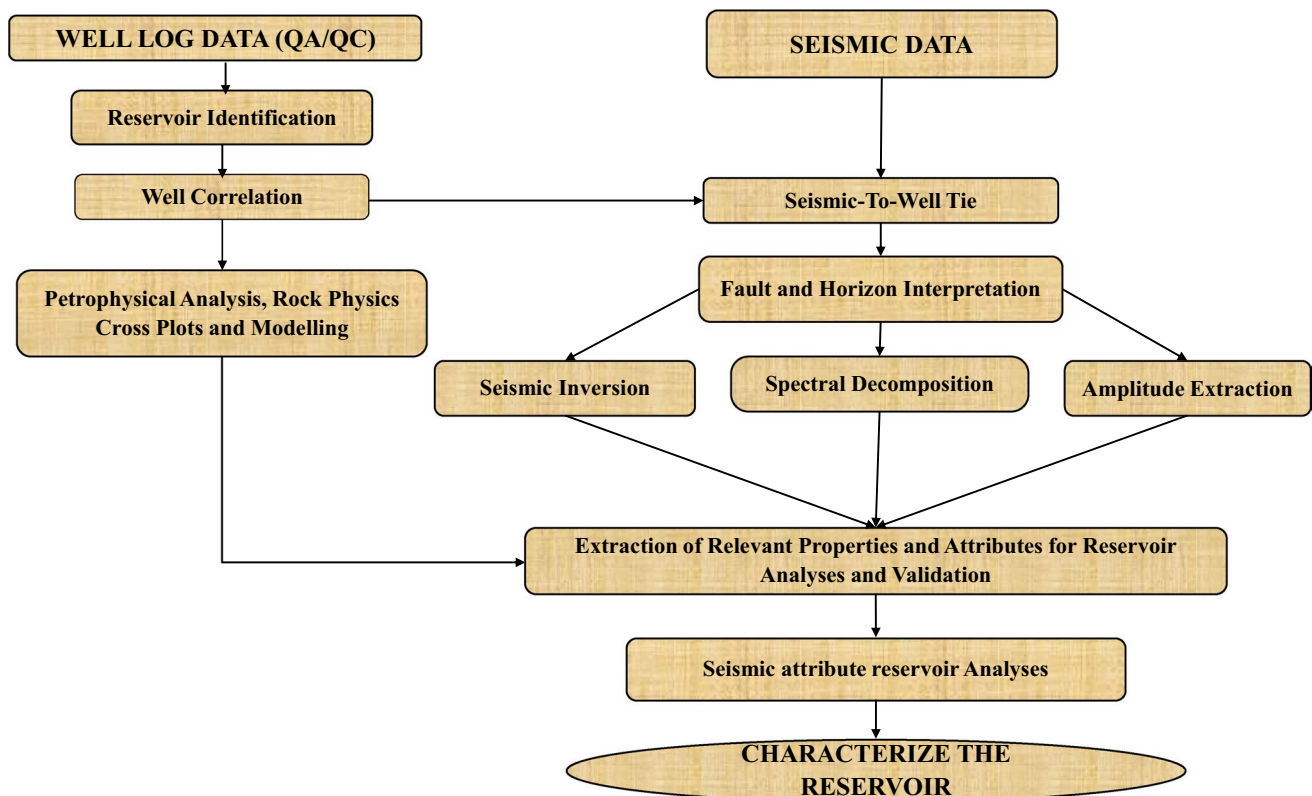 WELL LOG DATA (QA/QC)
SEISMIC DATA
Reservoir Identification
Well Correlation
Seismic-To-Well Tie
Petrophysical Analysis, Rock Physics
Cross Plots and Modelling
Fault and Horizon Interpretation
Seismic Inversion
Spectral Decomposition
Amplitude Extraction
Extraction of Relevant Properties and Attributes for Reservoir
Analyses and Validation
Seismic attribute reservoir Analyses
CHARACTERIZE THE
RESERVOIR